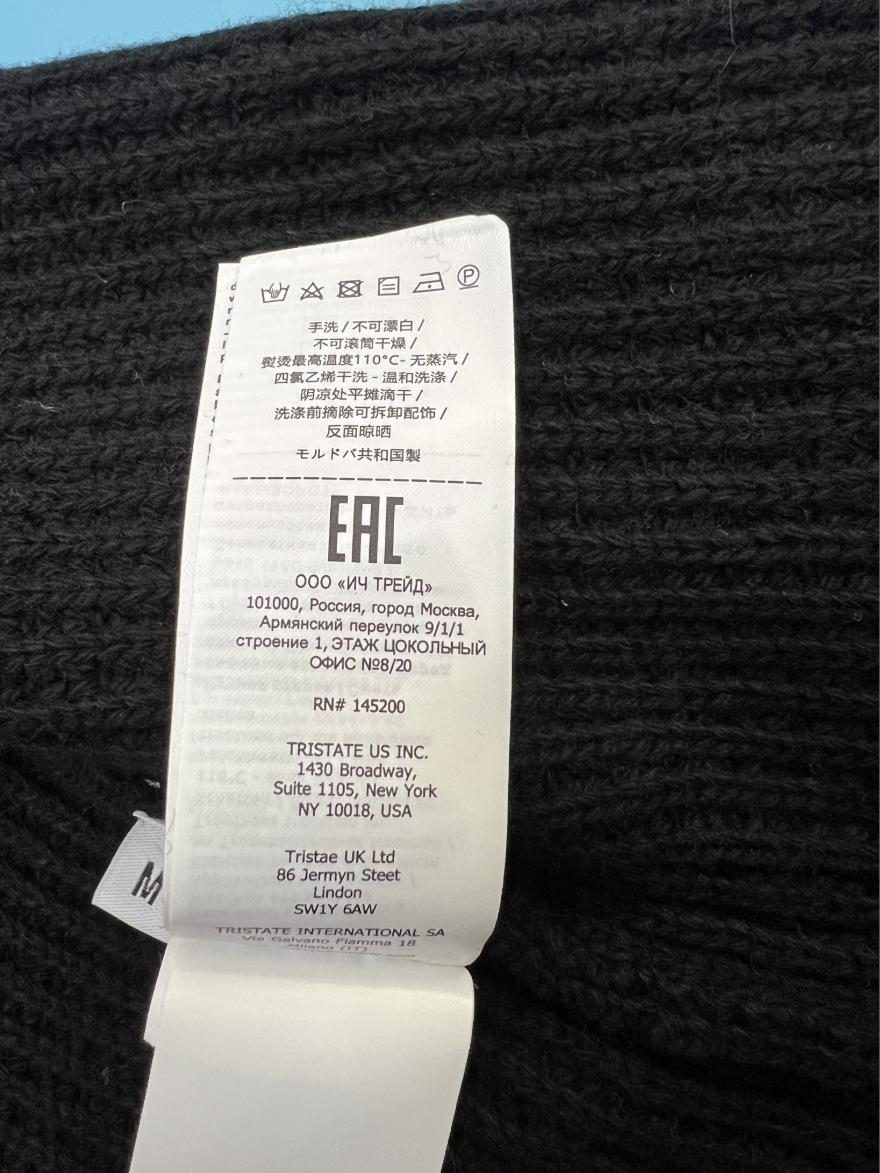 手洗 / 不可漂白 /
不可滚筒干燥 /
熨烫最高温度110°C- 无蒸汽 /
四氯乙烯干洗 - 温和洗涤 /
阴凉处平摊滴干 /
洗涤前摘除可拆卸配饰 /
反面晾晒
モルドバ共和国製
EAC
ООО «ИЧ ТРЕЙД»
101000, Россия, город Москва,
Армянский переулок 9/1/1
строение 1, ЭТАЖ ЦОКОЛЬНЫЙ
ОФИС №8/20
RN# 145200
TRISTATE US INC.
1430 Broadway,
Suite 1105, New York
NY 10018, USA
Tristae UK Ltd
86 Jermyn Steet
Lindon
SW1Y 6AW
TRISTATE INTERNATIONAL SA
Via Galvano Fiamma 18
Milano (IT)
M